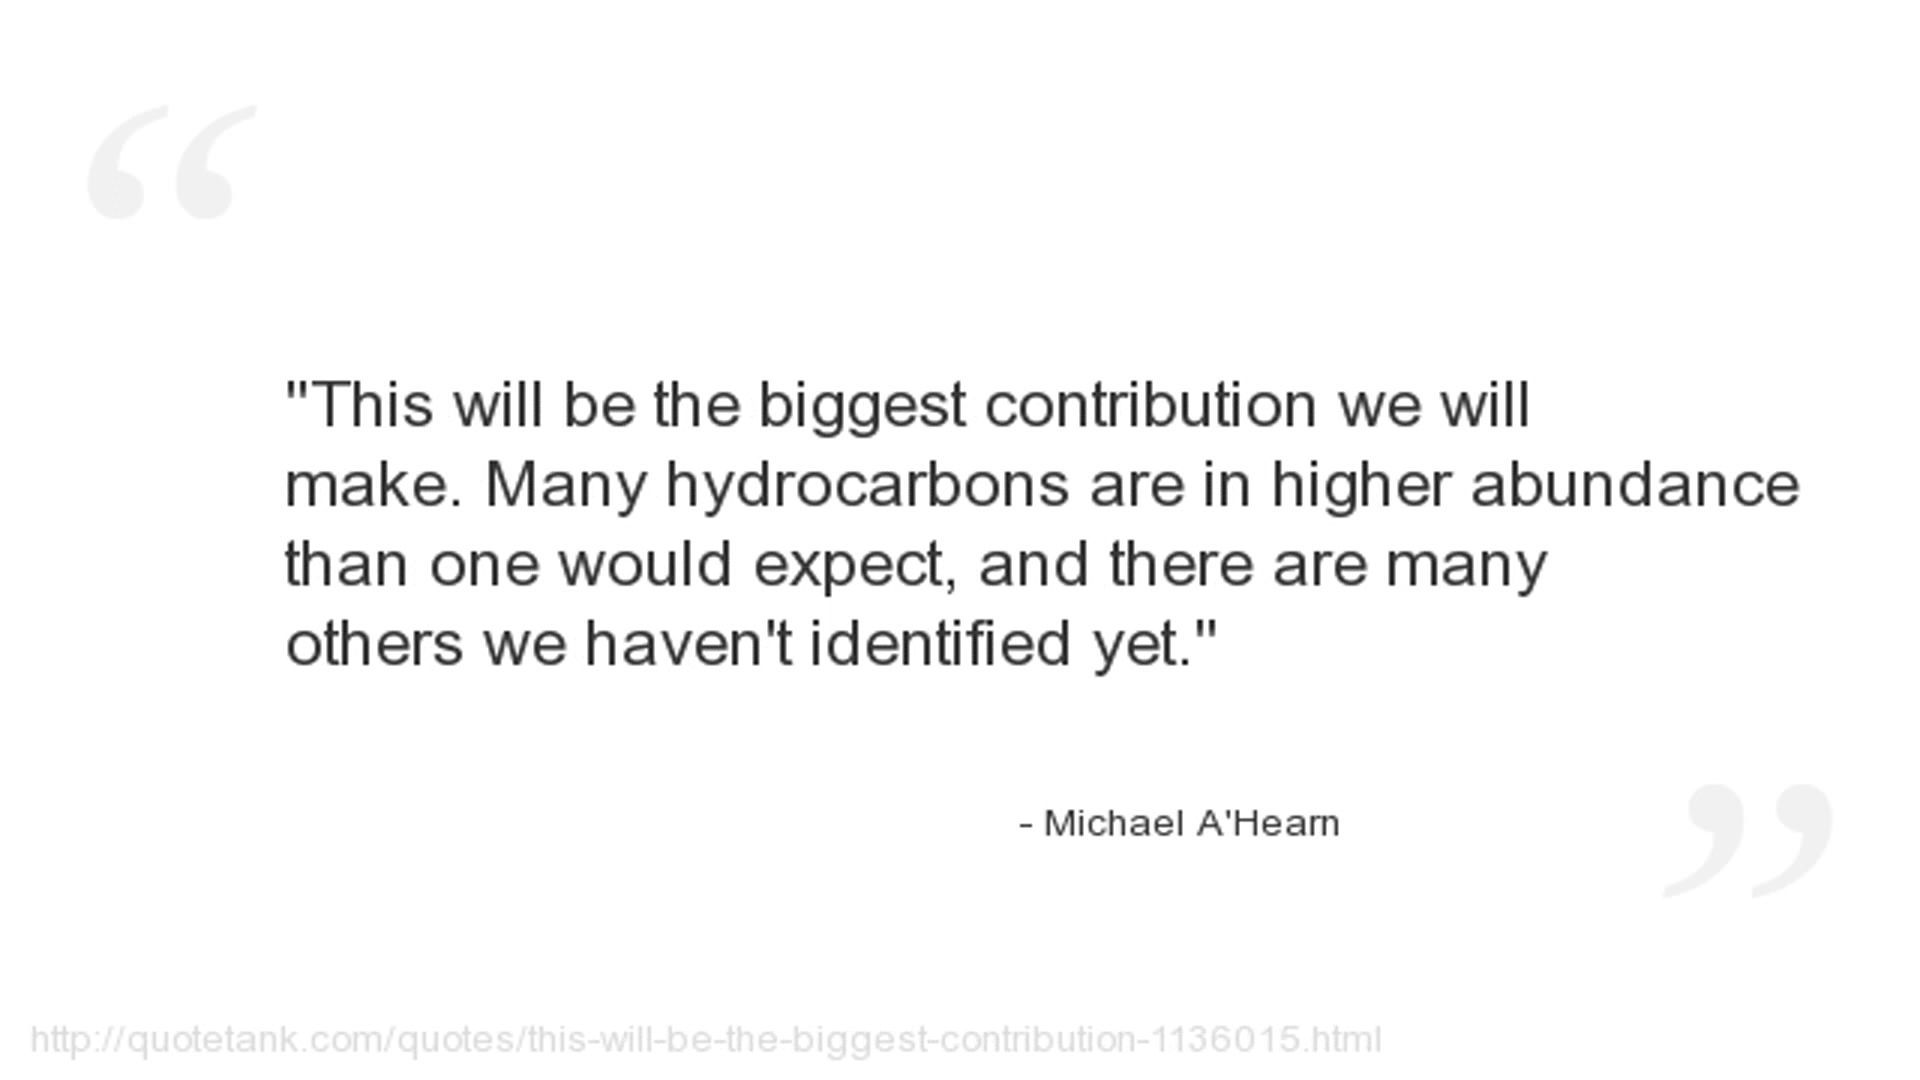 "This will be the biggest contribution we will
make. Many hydrocarbons are in higher abundance
than one would expect, and there are many
others we haven't identified yet."
- Michael A'Hearn
http://quotetank.com/quotes/this-will-be-the-biggest-contribution-1136015.html